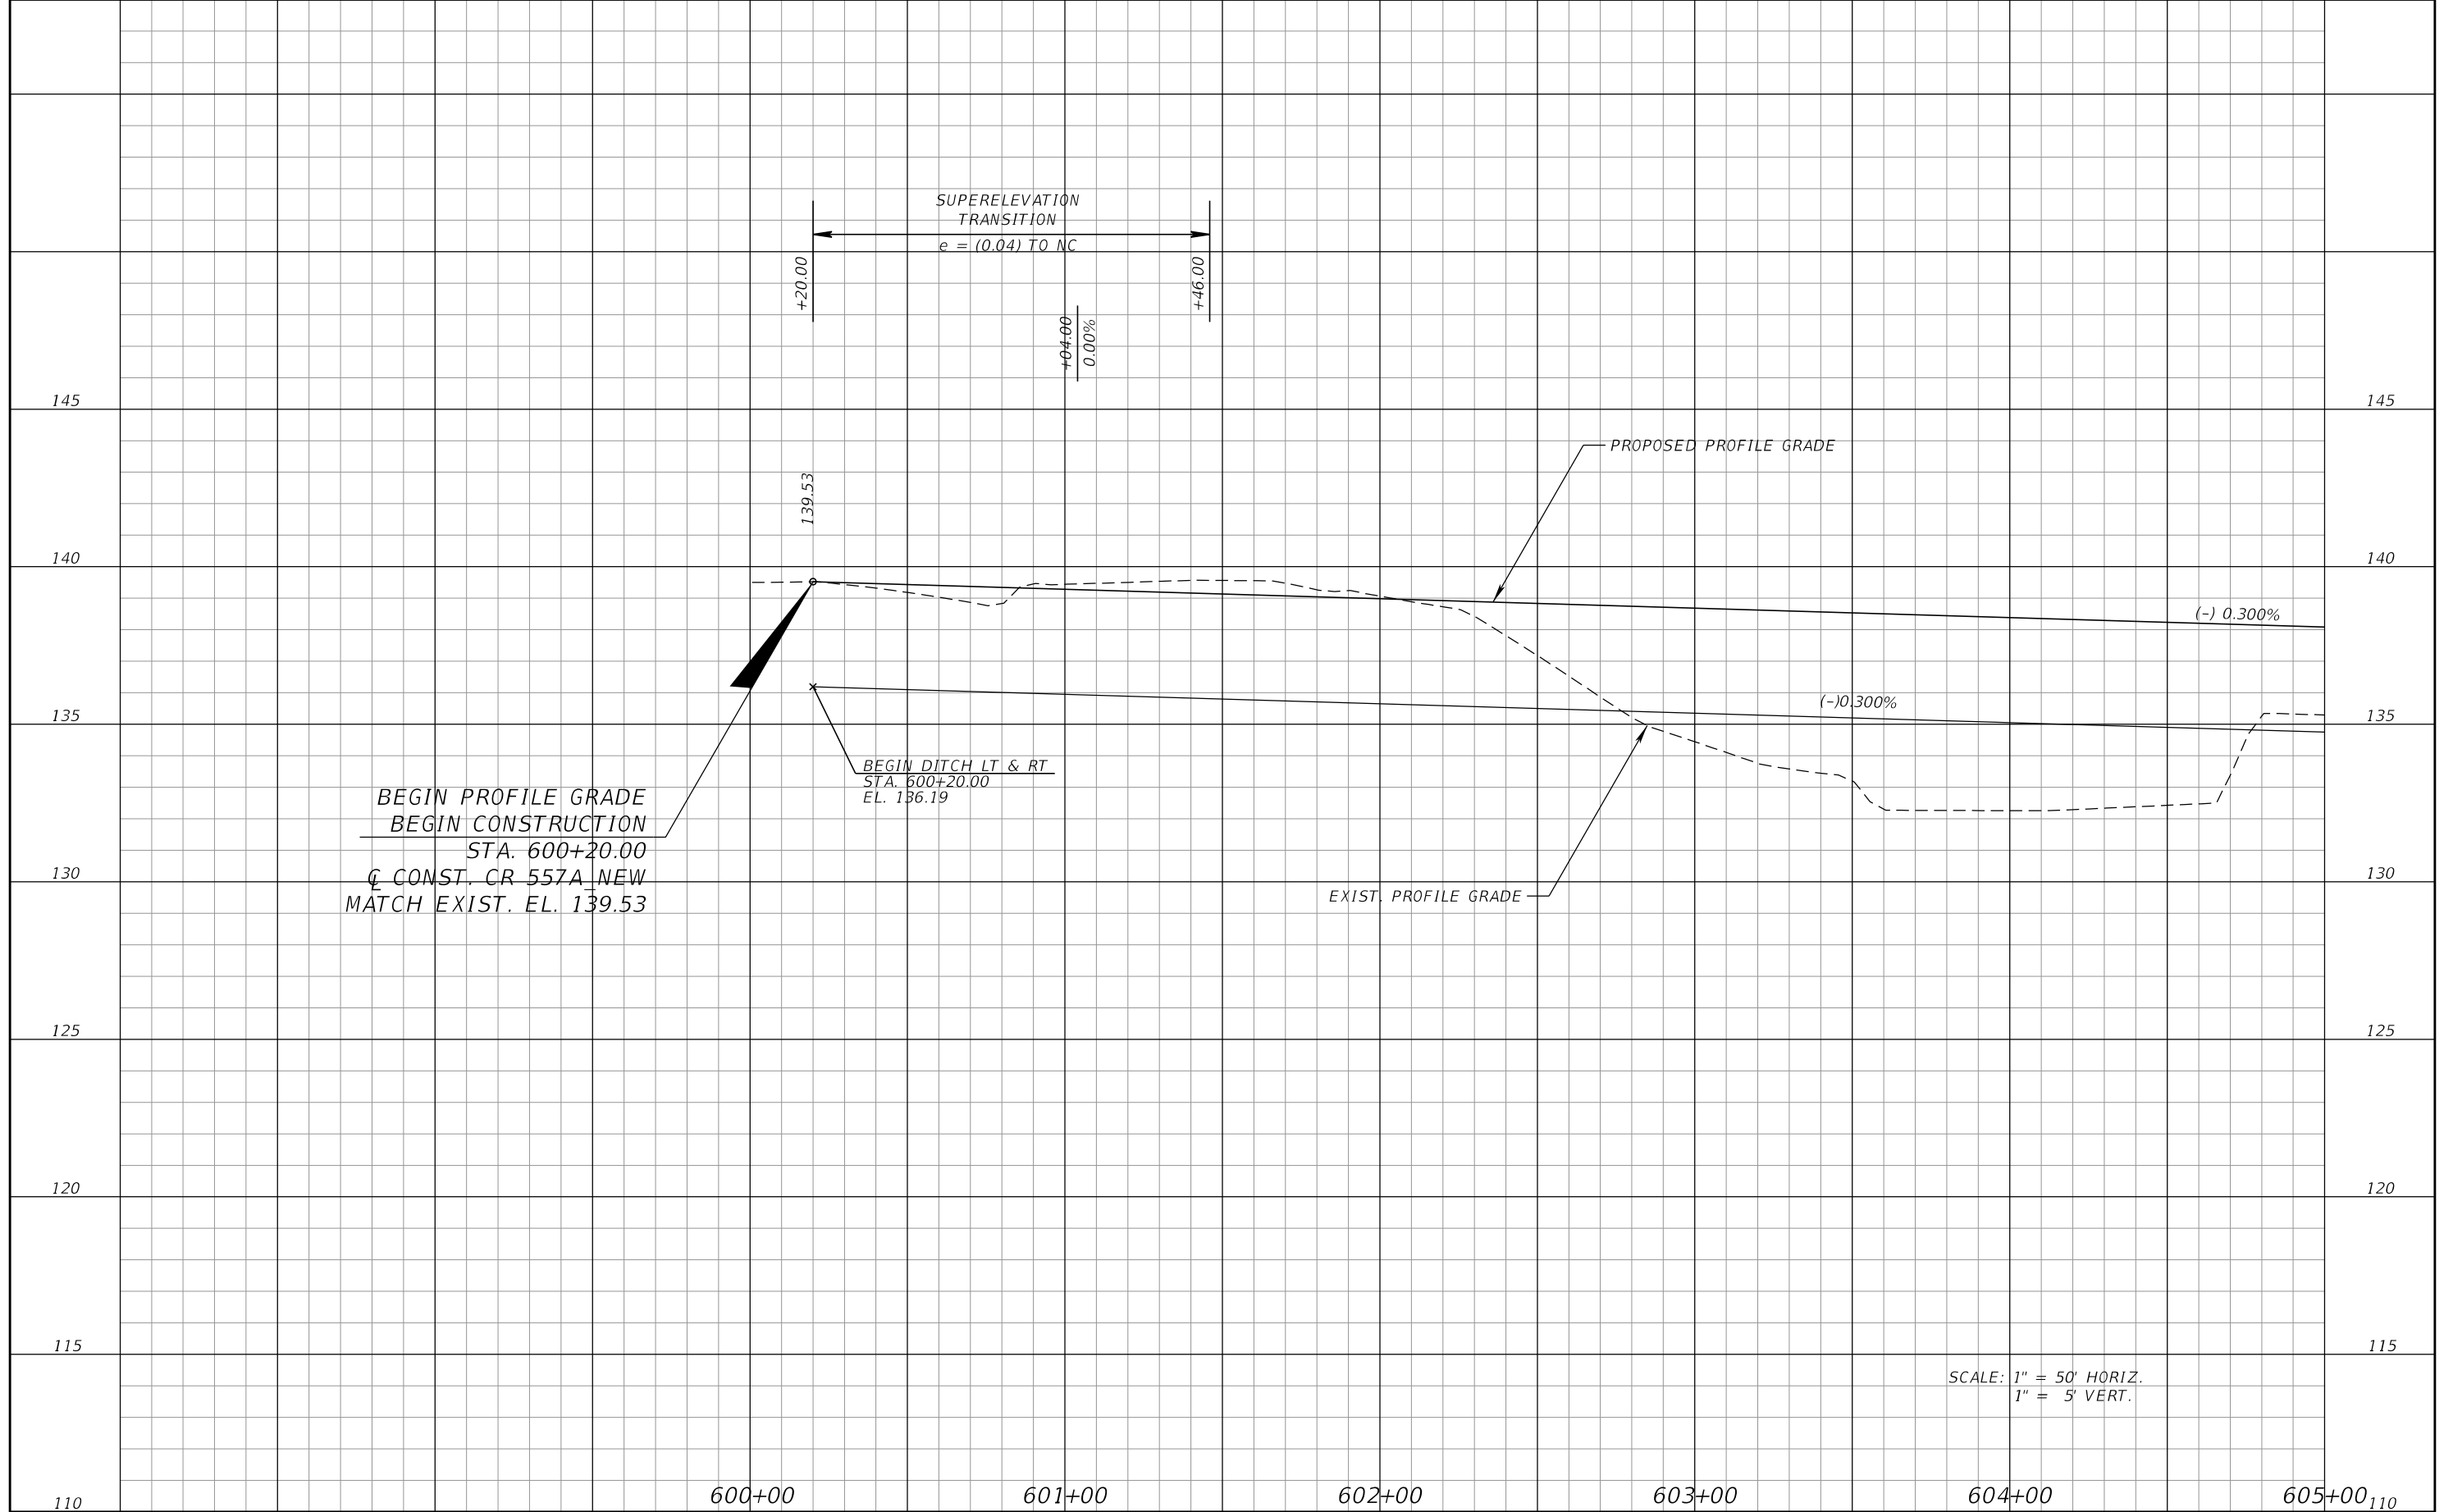 SUPERELEVATION
TRANSITION
e = (0.04) TO NC
+20.00
+46.00
+04.00
0.00%
145
145
PROPOSED PROFILE GRADE
139.53
140
140
(-) 0.300%
(-)0.300%
135
135
BEGIN DITCH LT & RT
STA. 600+20.00
EL. 136.19
BEGIN PROFILE GRADE
BEGIN CONSTRUCTION
STA. 600+20.00
℄ CONST. CR 557A_NEW
MATCH EXIST. EL. 139.53
130
130
EXIST. PROFILE GRADE
125
125
120
120
115
115
SCALE: 1" = 50' HORIZ.
1" = 5' VERT.
110
600+00
601+00
602+00
603+00
604+00
605+00
110